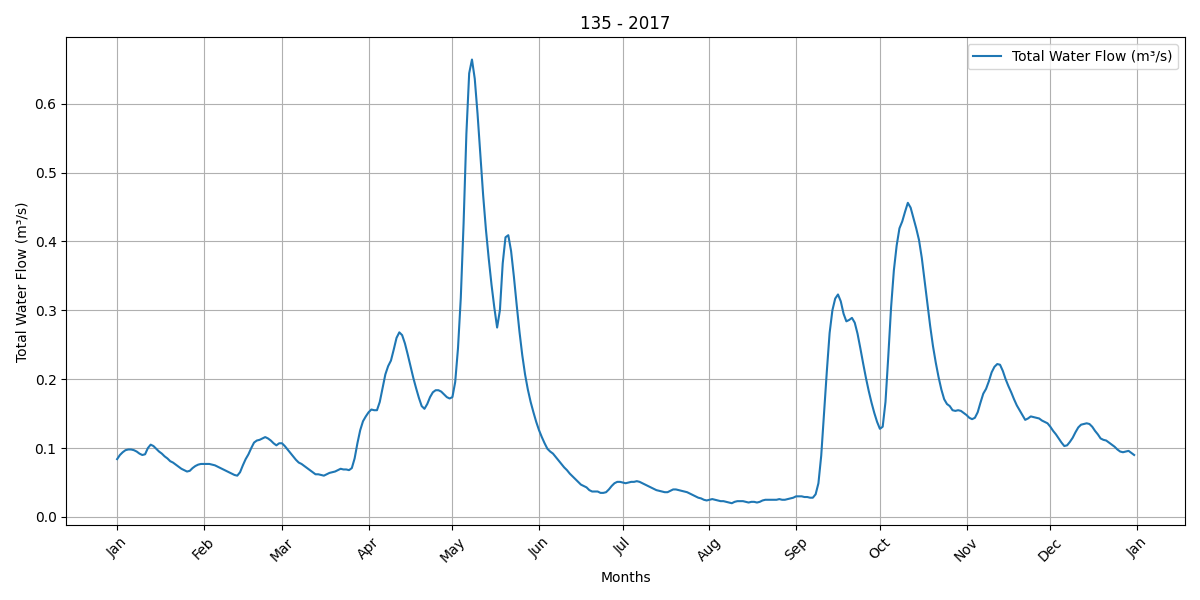 135 - 2017
Total Water Flow (m³/s)
Total Water Flow (m³/s)
0.6
0.5
0.4
0.3
0.2
0.1
0.0
Jan Feb Mar Apr May Jun Jul Aug Sep Oct Nov Dec Jan
Months